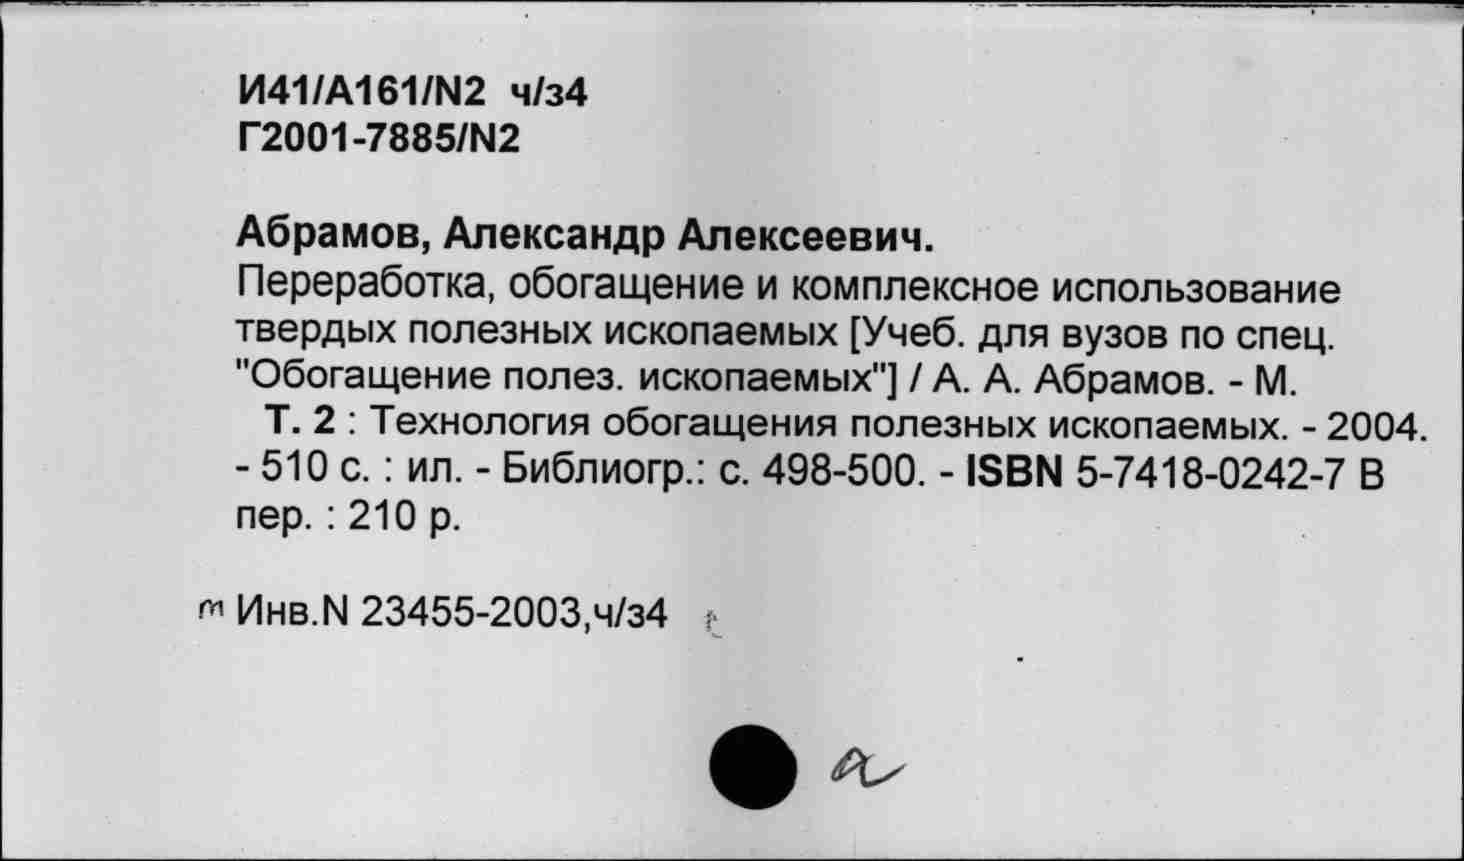 И41/А161/N2 ч/з4
Г2001-7885/N2
Абрамов, Александр Алексеевич.
Переработка, обогащение и комплексное использование
твердых полезных ископаемых [Учеб. для вузов по спец.
"Обогащение полез. ископаемых"] / А. А. Абрамов. - М.
Т. 2 : Технология обогащения полезных ископаемых. - 2004.
- 510 с. : ил. - Библиогр.: с. 498-500. - ISBN 5-7418-0242-7 В
пер. : 210 р.
Инв.N 23455-2003,ч/з4